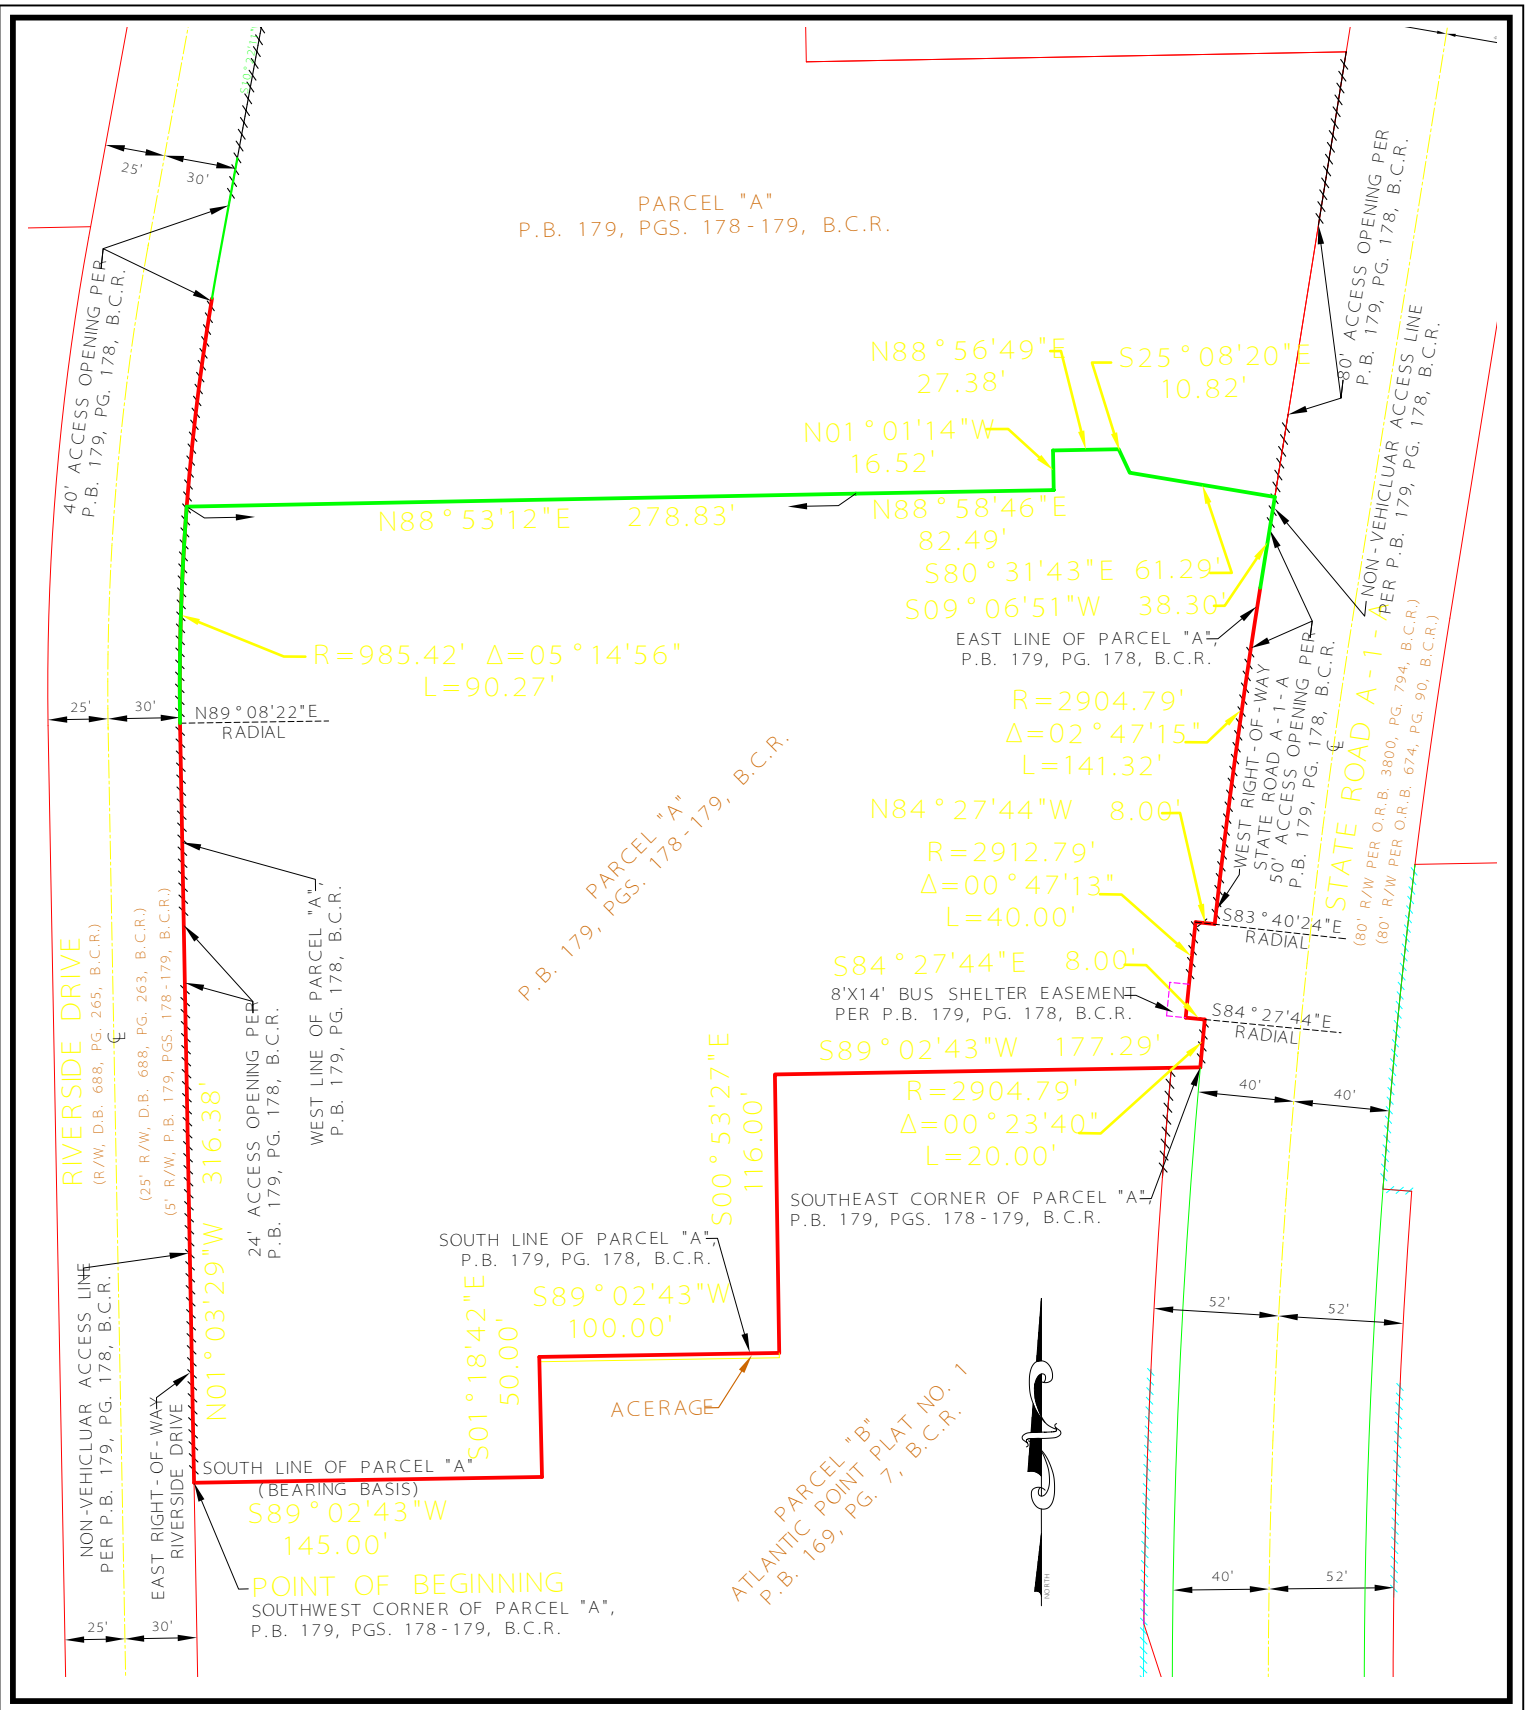 25'
30'
PARCEL "A"
P.B. 179, PGS. 178-179, B.C.R.
40' ACCESS OPENING PER
P.B. 179, PG. 178, B.C.R.
80' ACCESS OPENING PER
P.B. 179, PG. 178, B.C.R.
NON-VEHICLUAR ACCESS LINE
PER P.B. 179, PG. 178, B.C.R.
N88°56'49"E
27.38'
S25°08'20"E
10.82'
N01°01'14"W
16.52'
N88°53'12"E 278.83'
N88°58'46"E
82.49'
S80°31'43"E 61.29'
S09°06'51"W 38.30'
EAST LINE OF PARCEL "A",
P.B. 179, PG. 178, B.C.R.
R=985.42' Δ=05°14'56"
L=90.27'
25'
30'
N89°08'22"E
RADIAL
R=2904.79'
Δ=02°47'15"
L=141.32'
WEST RIGHT-OF-WAY
STATE ROAD A-1-A
50' ACCESS OPENING PER
P.B. 179, PG. 178, B.C.R.
STATE ROAD A-1-A
(80' R/W PER O.R.B. 3800, PG. 794, B.C.R.)
(80' R/W PER O.R.B. 674, PG. 90, B.C.R.)
PARCEL "A"
P.B. 179, PGS. 178-179, B.C.R.
N84°27'44"W 8.00'
R=2912.79'
Δ=00°47'13"
L=40.00'
S83°40'24"E
RADIAL
S84°27'44"E 8.00'
8'X14' BUS SHELTER EASEMENT
PER P.B. 179, PG. 178, B.C.R.
S84°27'44"E
RADIAL
S89°02'43"W 177.29'
R=2904.79'
Δ=00°23'40"
L=20.00'
40'
40'
RIVERSIDE DRIVE
(R/W, D.B. 688, PG. 265, B.C.R.)
(25' R/W, D.B. 688, PG. 263, B.C.R.)
(5' R/W, P.B. 179, PGS. 178-179, B.C.R.)
N01°03'29"W 316.38'
24' ACCESS OPENING PER
P.B. 179, PG. 178, B.C.R.
WEST LINE OF PARCEL "A",
P.B. 179, PG. 178, B.C.R.
S00°53'27"E
116.00'
SOUTHEAST CORNER OF PARCEL "A",
P.B. 179, PGS. 178-179, B.C.R.
SOUTH LINE OF PARCEL "A",
P.B. 179, PG. 178, B.C.R.
S89°02'43"W
100.00'
S01°18'42"E
50.00'
ACERAGE
52'
52'
NON-VEHICLUAR ACCESS LINE
PER P.B. 179, PG. 178, B.C.R.
EAST RIGHT-OF-WAY
RIVERSIDE DRIVE
SOUTH LINE OF PARCEL "A"
(BEARING BASIS)
S89°02'43"W
145.00'
POINT OF BEGINNING
SOUTHWEST CORNER OF PARCEL "A",
P.B. 179, PGS. 178-179, B.C.R.
PARCEL "B"
ATLANTIC POINT PLAT NO. 1
P.B. 169, PG. 7, B.C.R.
NORTH
40'
52'
25'
30'